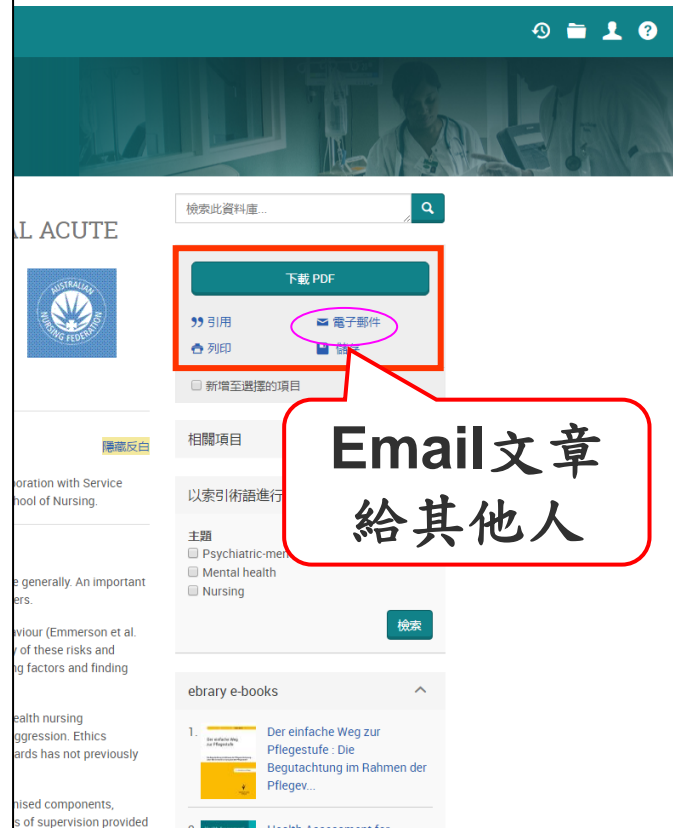 AL ACUTE
AUSTRALIAN
NURSING FEDERATION
隱藏反白
oration with Service
hool of Nursing.
e generally. An important
ers.
aviour (Emmerson et al.
y of these risks and
ng factors and finding
ealth nursing
ggression. Ethics
ards has not previously
nised components,
s of supervision provided
檢索此資料庫...
下載 PDF
引用
電子郵件
列印
儲存
新增至選擇的項目
Email文章
給其他人
相關項目
以索引術語進行
主題
Psychiatric-men
Mental health
Nursing
檢索
ebrary e-books
1.
Der einfache Weg zur
Pflegestufe : Die
Begutachtung im Rahmen der
Pflegev...